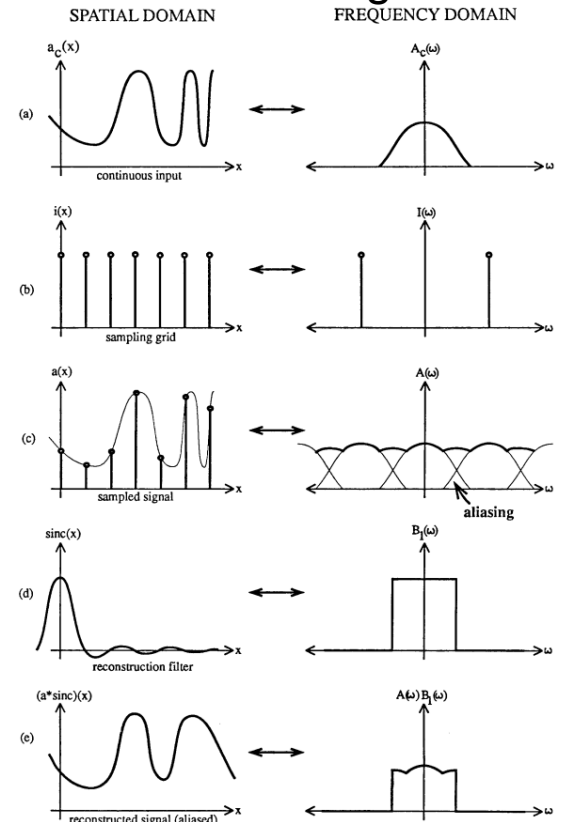 SPATIAL DOMAIN FREQUENCY DOMAIN
a_c(x) A_c(ω)
(a)
x ω
continuous input
i(x) I(ω)
(b)
x ω
sampling grid
a(x) A(ω)
(c)
x ω
sampled signal
aliasing
sinc(x) B_1(ω)
(d)
x ω
reconstruction filter
(a*sinc)(x) A(ω)B_1(ω)
(e)
x ω
reconstructed signal (aliased)